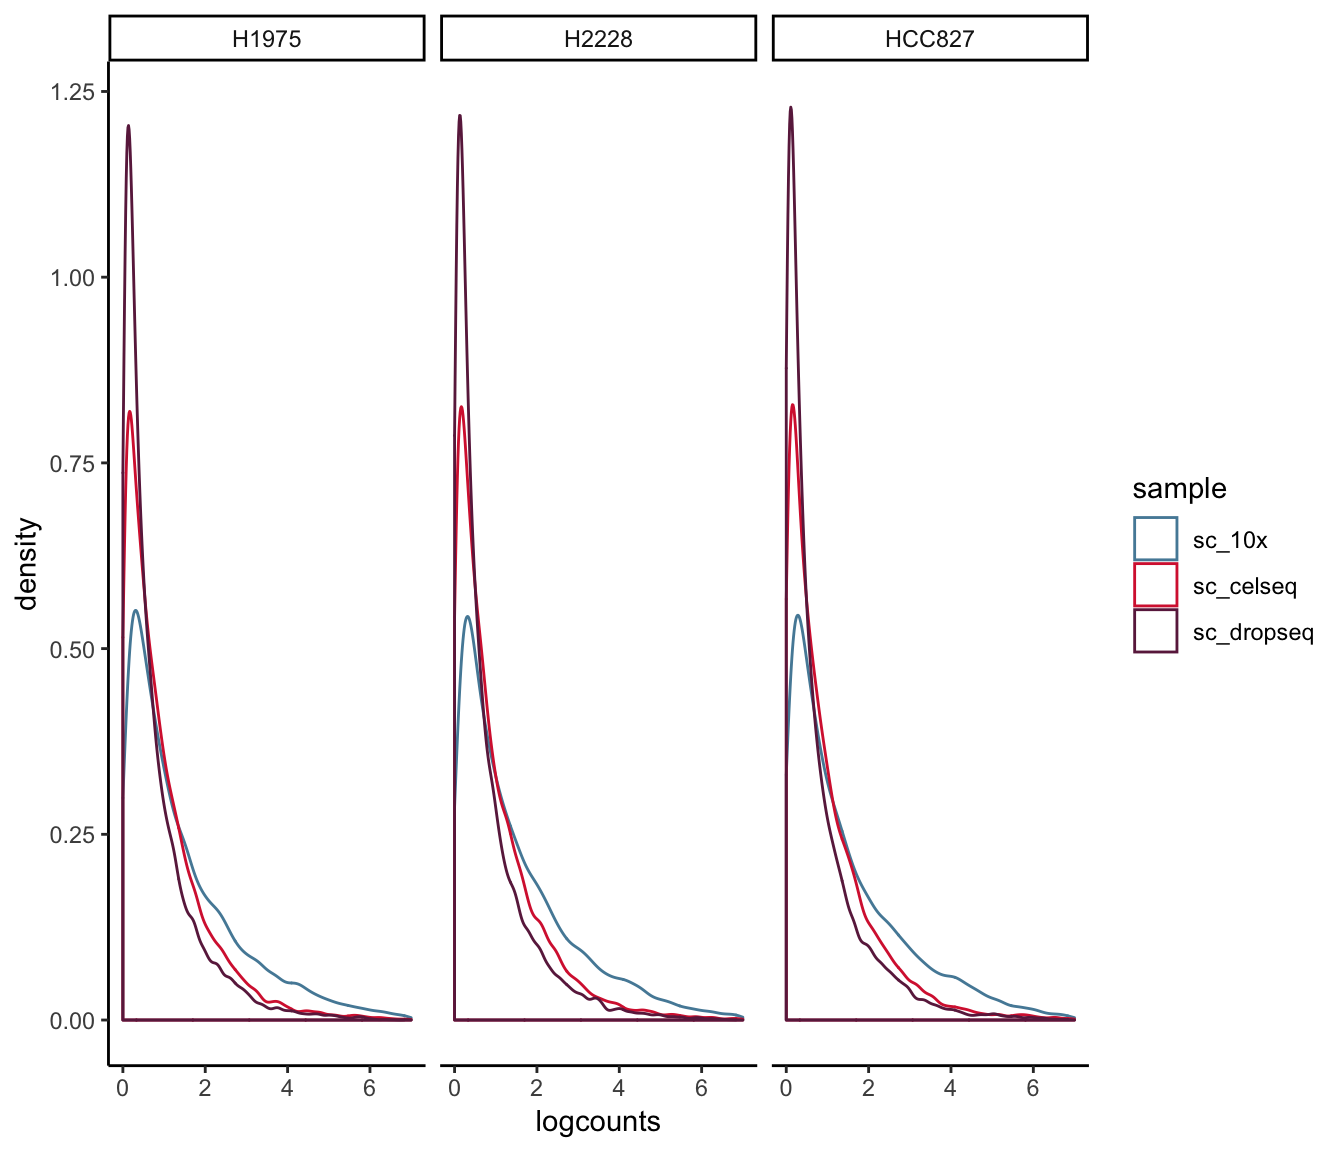 H1975 H2228 HCC827
1.25
1.00
0.75
0.50
0.25
0.00
density
0 2 4 6 0 2 4 6 0 2 4 6
logcounts
sample
sc_10x
sc_celseq
sc_dropseq